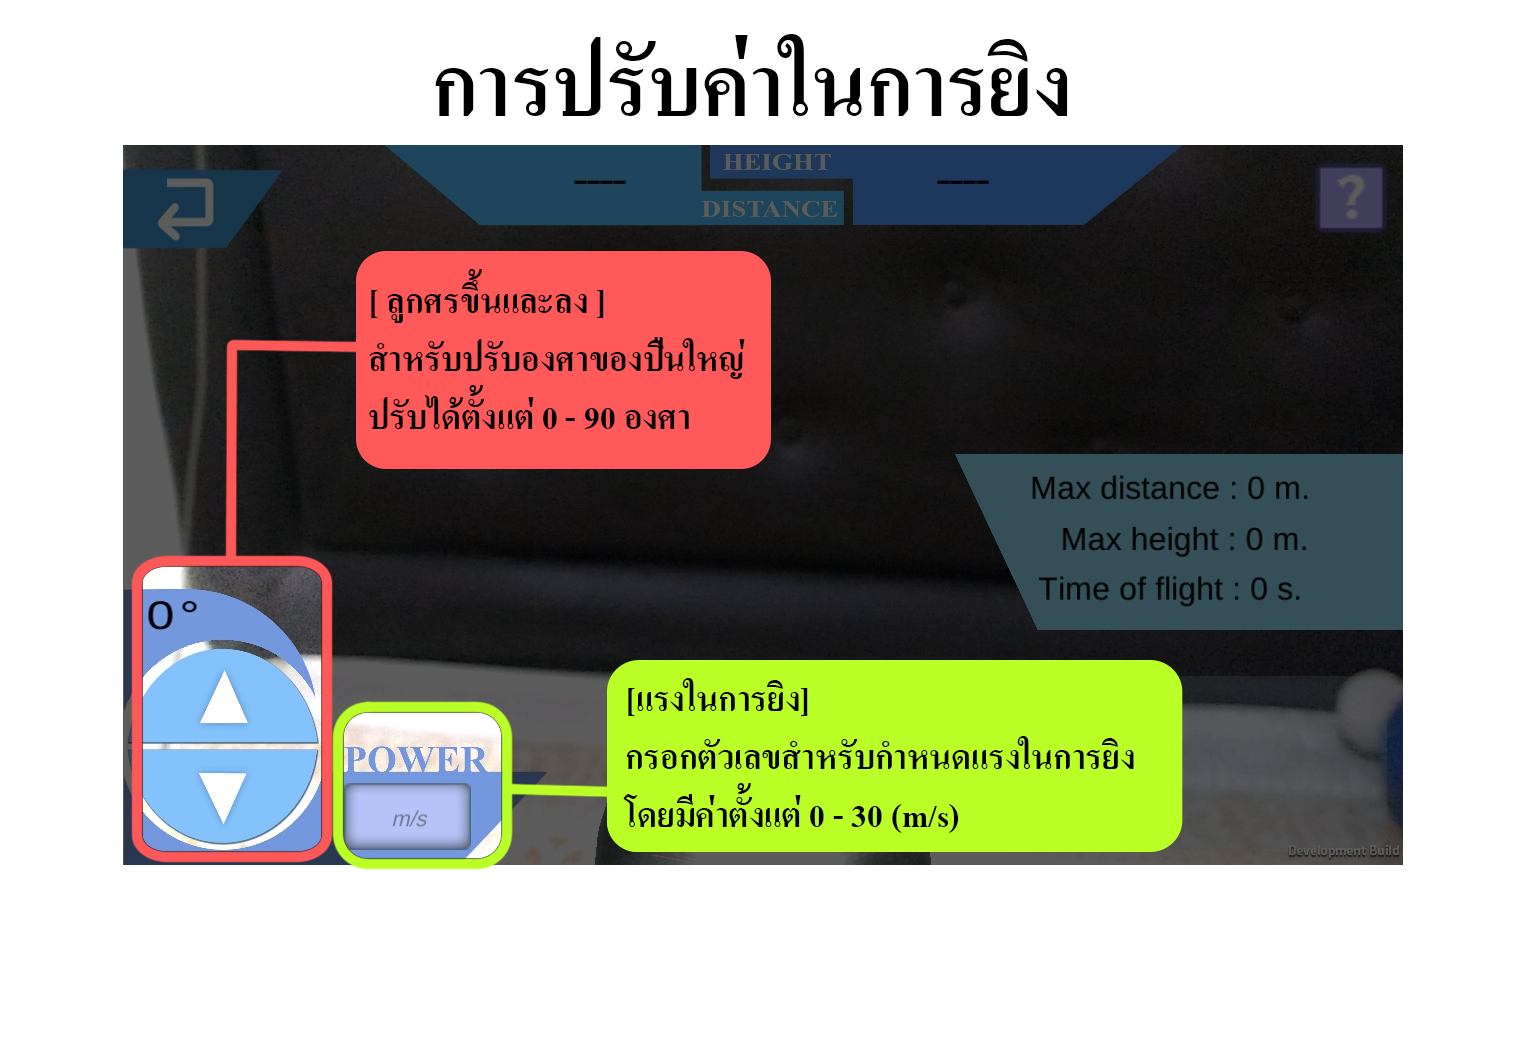 การปรับค่าในการยิง
HEIGHT
----
----
DISTANCE
?
[ ลูกศรขึ้นและลง ]
สำหรับปรับองศาของปืนใหญ่
ปรับได้ตั้งแต่ 0 - 90 องศา
Max distance : 0 m.
Max height : 0 m.
Time of flight : 0 s.
0°
POWER
m/s
[แรงในการยิง]
กรอกตัวเลขสำหรับกำหนดแรงในการยิง
โดยมีค่าตั้งแต่ 0 - 30 (m/s)
Development Build